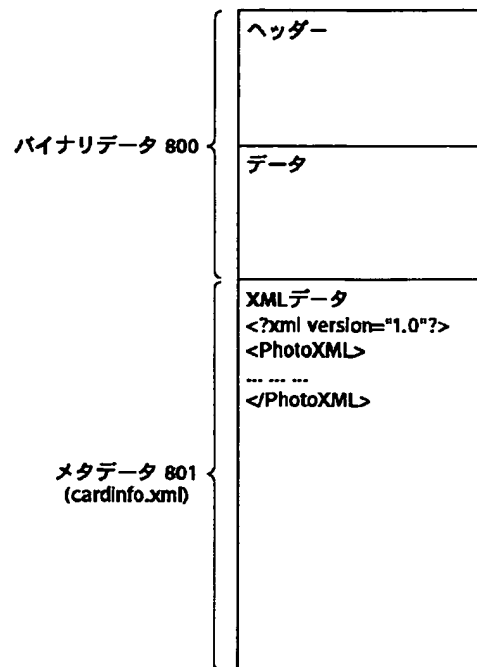 ヘッダー
バイナリデータ 800
データ
XMLデータ
<?xml version="1.0"?>
<PhotoXML>
... ... ...
</PhotoXML>
メタデータ 801
(cardinfo.xml)